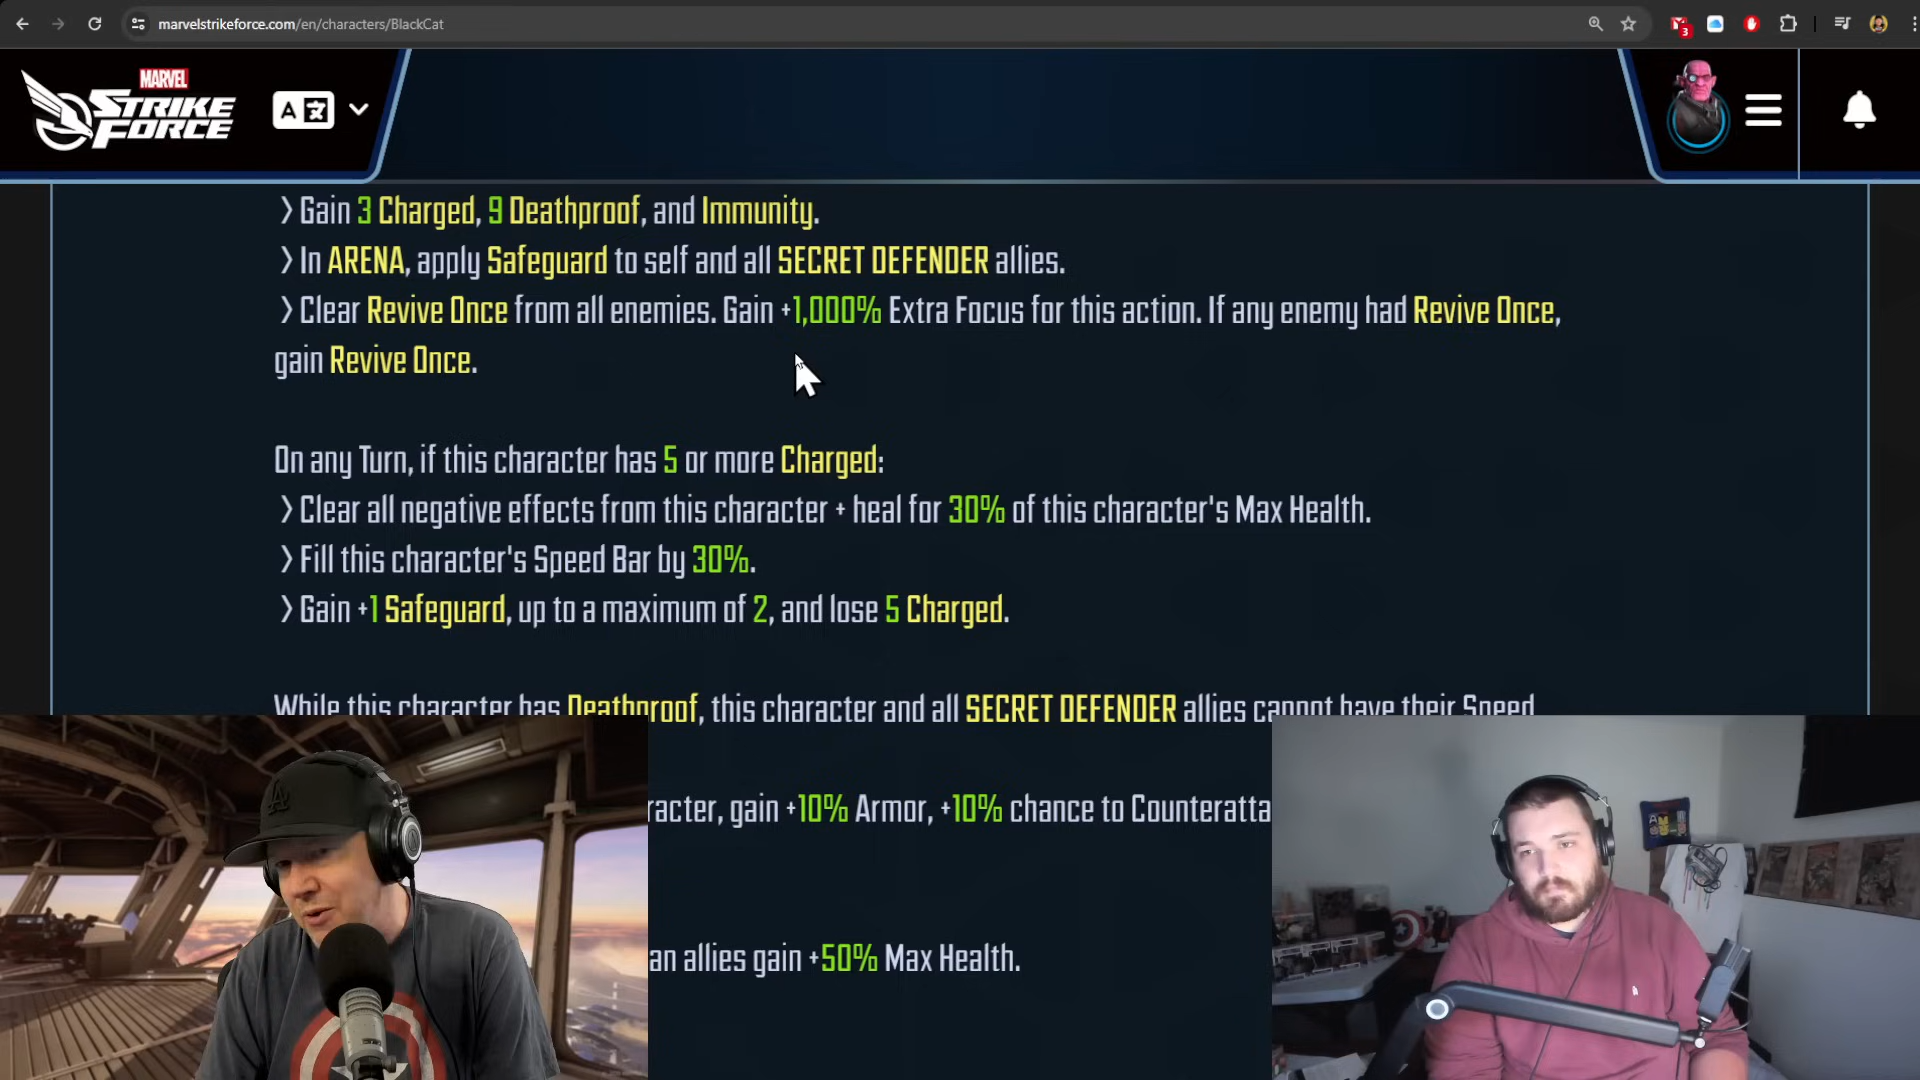 marvelstrikeforce.com/en/characters/BlackCat
3
MARVEL
STRIKE
FORCE
A 文
> Gain 3 Charged, 9 Deathproof, and Immunity.
> In ARENA, apply Safeguard to self and all SECRET DEFENDER allies.
> Clear Revive Once from all enemies. Gain +1,000% Extra Focus for this action. If any enemy had Revive Once,
gain Revive Once.
On any Turn, if this character has 5 or more Charged:
> Clear all negative effects from this character + heal for 30% of this character's Max Health.
> Fill this character's Speed Bar by 30%.
> Gain +1 Safeguard, up to a maximum of 2, and lose 5 Charged.
While this character has Deathproof, this character and all SECRET DEFENDER allies cannot have their Speed
racter, gain +10% Armor, +10% chance to Counteratta
an allies gain +50% Max Health.